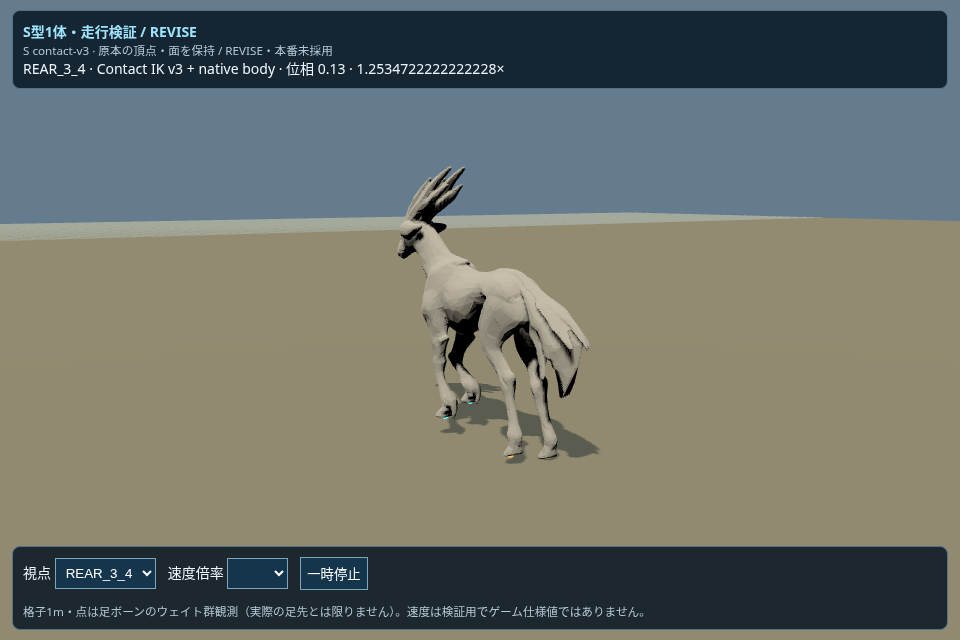 S型1体・走行検証 / REVISE
S contact-v3 · 原本の頂点・面を保持 / REVISE・本番未採用
REAR_3_4 · Contact IK v3 + native body · 位相 0.13 · 1.2534722222222228×
視点 REAR_3_4 速度倍率 一時停止
格子1m・点は足ボーンのウェイト群観測（実際の足先とは限りません）。速度は検証用でゲーム仕様値ではありません。